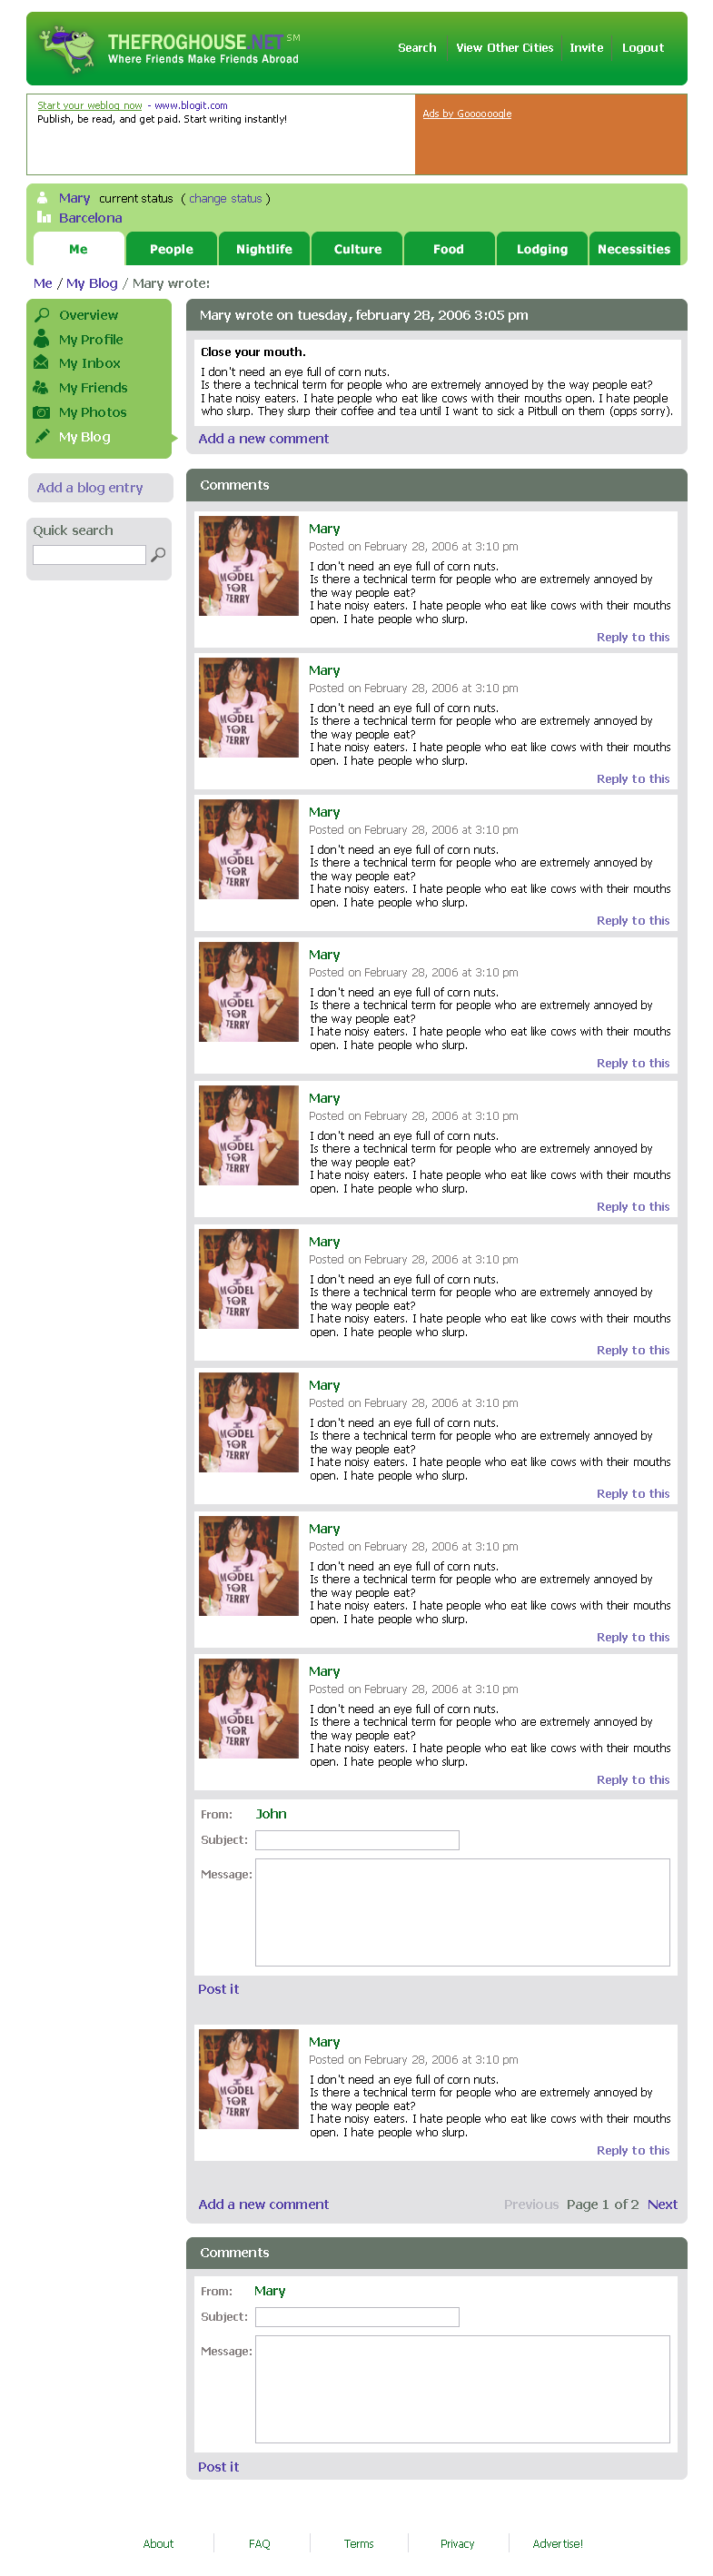 THEFROGHOUSE.NET SM
Where Friends Make Friends Abroad
Search View Other Cities Invite Logout
Start your weblog now - www.blogit.com
Publish, be read, and get paid. Start writing instantly!
Ads by Goooooogle
Mary current status ( change status )
Barcelona
Me People Nightlife Culture Food Lodging Necessities
Me / My Blog / Mary wrote:
Overview
My Profile
My Inbox
My Friends
My Photos
My Blog
Add a blog entry
Quick search
Mary wrote on tuesday, february 28, 2006 3:05 pm
Close your mouth.
I don't need an eye full of corn nuts.
Is there a technical term for people who are extremely annoyed by the way people eat?
I hate noisy eaters. I hate people who eat like cows with their mouths open. I hate people
who slurp. They slurp their coffee and tea until I want to sick a Pitbull on them (opps sorry).
Add a new comment
Comments
I MODEL FOR TERRY
Mary
Posted on February 28, 2006 at 3:10 pm
I don't need an eye full of corn nuts.
Is there a technical term for people who are extremely annoyed by
the way people eat?
I hate noisy eaters. I hate people who eat like cows with their mouths
open. I hate people who slurp.
Reply to this
I MODEL FOR TERRY
Mary
Posted on February 28, 2006 at 3:10 pm
I don't need an eye full of corn nuts.
Is there a technical term for people who are extremely annoyed by
the way people eat?
I hate noisy eaters. I hate people who eat like cows with their mouths
open. I hate people who slurp.
Reply to this
I MODEL FOR TERRY
Mary
Posted on February 28, 2006 at 3:10 pm
I don't need an eye full of corn nuts.
Is there a technical term for people who are extremely annoyed by
the way people eat?
I hate noisy eaters. I hate people who eat like cows with their mouths
open. I hate people who slurp.
Reply to this
I MODEL FOR TERRY
Mary
Posted on February 28, 2006 at 3:10 pm
I don't need an eye full of corn nuts.
Is there a technical term for people who are extremely annoyed by
the way people eat?
I hate noisy eaters. I hate people who eat like cows with their mouths
open. I hate people who slurp.
Reply to this
I MODEL FOR TERRY
Mary
Posted on February 28, 2006 at 3:10 pm
I don't need an eye full of corn nuts.
Is there a technical term for people who are extremely annoyed by
the way people eat?
I hate noisy eaters. I hate people who eat like cows with their mouths
open. I hate people who slurp.
Reply to this
I MODEL FOR TERRY
Mary
Posted on February 28, 2006 at 3:10 pm
I don't need an eye full of corn nuts.
Is there a technical term for people who are extremely annoyed by
the way people eat?
I hate noisy eaters. I hate people who eat like cows with their mouths
open. I hate people who slurp.
Reply to this
I MODEL FOR TERRY
Mary
Posted on February 28, 2006 at 3:10 pm
I don't need an eye full of corn nuts.
Is there a technical term for people who are extremely annoyed by
the way people eat?
I hate noisy eaters. I hate people who eat like cows with their mouths
open. I hate people who slurp.
Reply to this
I MODEL FOR TERRY
Mary
Posted on February 28, 2006 at 3:10 pm
I don't need an eye full of corn nuts.
Is there a technical term for people who are extremely annoyed by
the way people eat?
I hate noisy eaters. I hate people who eat like cows with their mouths
open. I hate people who slurp.
Reply to this
I MODEL FOR TERRY
Mary
Posted on February 28, 2006 at 3:10 pm
I don't need an eye full of corn nuts.
Is there a technical term for people who are extremely annoyed by
the way people eat?
I hate noisy eaters. I hate people who eat like cows with their mouths
open. I hate people who slurp.
Reply to this
From: John
Subject:
Message:
Post it
I MODEL FOR TERRY
Mary
Posted on February 28, 2006 at 3:10 pm
I don't need an eye full of corn nuts.
Is there a technical term for people who are extremely annoyed by
the way people eat?
I hate noisy eaters. I hate people who eat like cows with their mouths
open. I hate people who slurp.
Reply to this
Add a new comment Previous Page 1 of 2 Next
Comments
From: Mary
Subject:
Message:
Post it
About FAQ Terms Privacy Advertise!